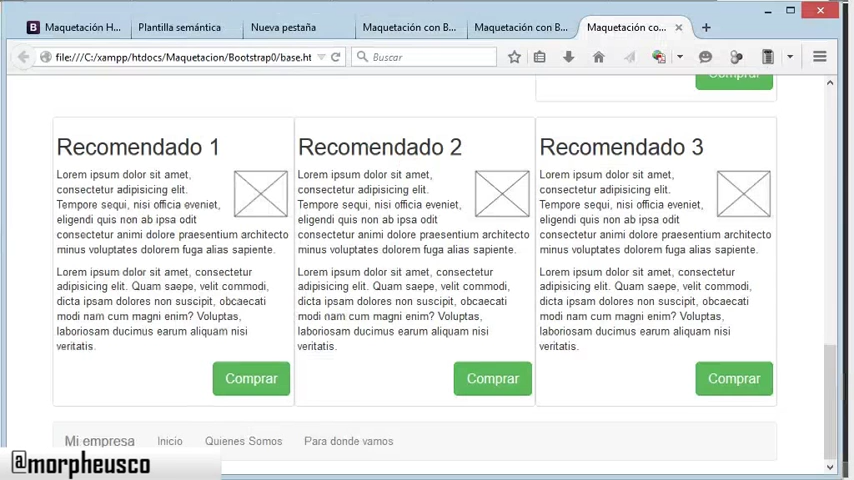 Maquetación H...
Plantilla semántica
Nueva pestaña
Maquetación con B...
Maquetación con B...
Maquetación co...
file:///C:/xampp/htdocs/Maquetacion/Bootstrap0/base.ht
Buscar
Comprar
Recomendado 1
Lorem ipsum dolor sit amet,
consectetur adipisicing elit.
Tempore sequi, nisi officia eveniet,
eligendi quis non ab ipsa odit
consectetur animi dolore praesentium architecto
minus voluptates dolorem fuga alias sapiente.
Lorem ipsum dolor sit amet, consectetur
adipisicing elit. Quam saepe, velit commodi,
dicta ipsam dolores non suscipit, obcaecati
modi nam cum magni enim? Voluptas,
laboriosam ducimus earum aliquam nisi
veritatis.
Comprar
Recomendado 2
Lorem ipsum dolor sit amet,
consectetur adipisicing elit.
Tempore sequi, nisi officia eveniet,
eligendi quis non ab ipsa odit
consectetur animi dolore praesentium architecto
minus voluptates dolorem fuga alias sapiente.
Lorem ipsum dolor sit amet, consectetur
adipisicing elit. Quam saepe, velit commodi,
dicta ipsam dolores non suscipit, obcaecati
modi nam cum magni enim? Voluptas,
laboriosam ducimus earum aliquam nisi
veritatis.
Comprar
Recomendado 3
Lorem ipsum dolor sit amet,
consectetur adipisicing elit.
Tempore sequi, nisi officia eveniet,
eligendi quis non ab ipsa odit
consectetur animi dolore praesentium architecto
minus voluptates dolorem fuga alias sapiente.
Lorem ipsum dolor sit amet, consectetur
adipisicing elit. Quam saepe, velit commodi,
dicta ipsam dolores non suscipit, obcaecati
modi nam cum magni enim? Voluptas,
laboriosam ducimus earum aliquam nisi
veritatis.
Comprar
Mi empresa Inicio Quienes Somos Para donde vamos
@morpheusco